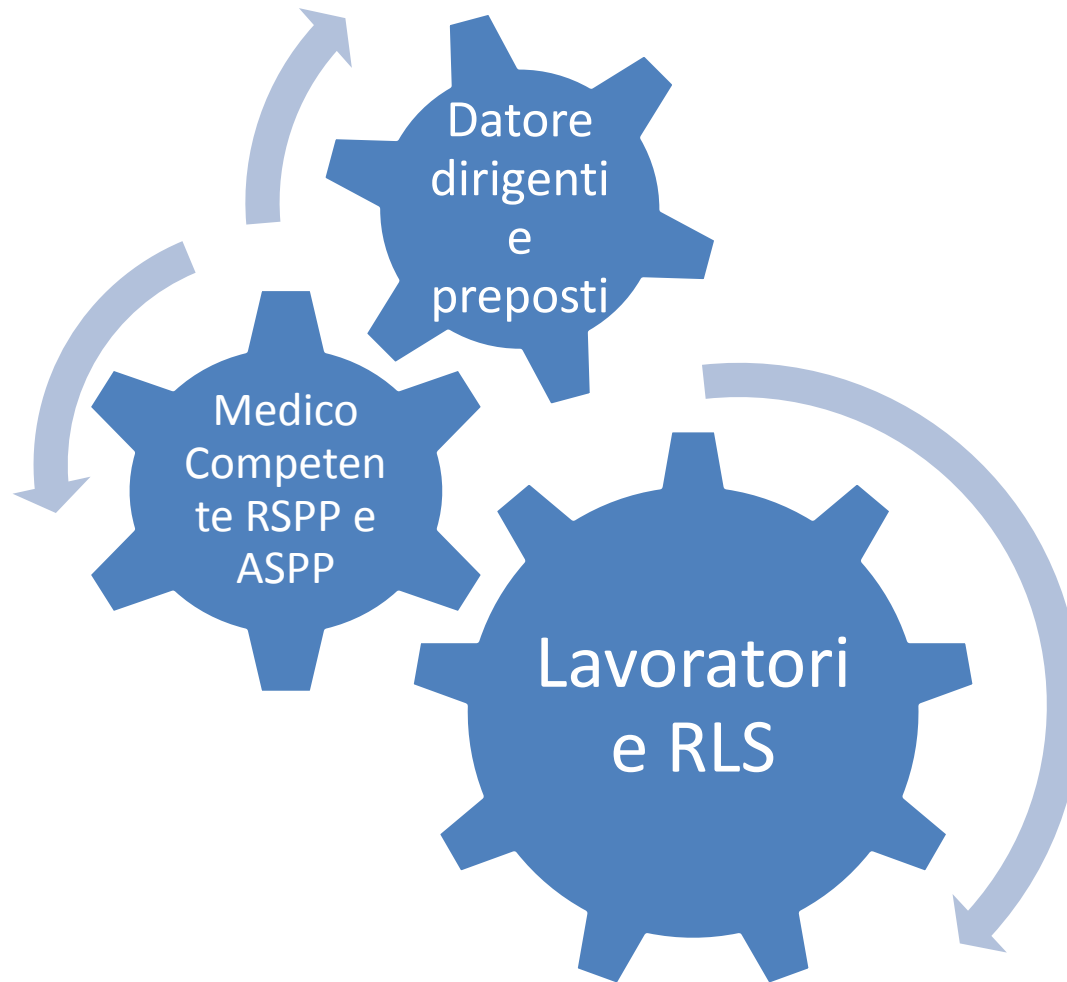 Datore
dirigenti
e
preposti
Medico
Competen
te RSPP e
ASPP
Lavoratori
e RLS